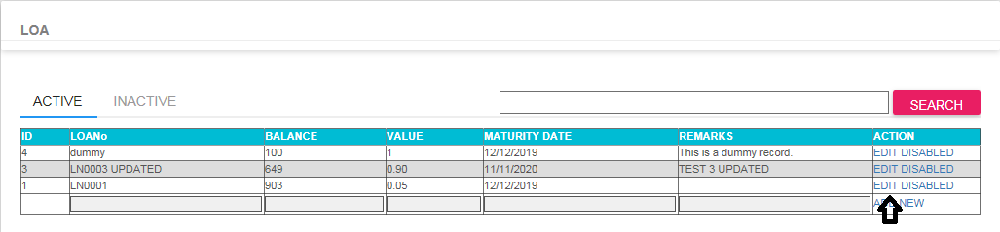 LOA
ACTIVE INACTIVE SEARCH
ID LOANo BALANCE VALUE MATURITY DATE REMARKS ACTION
4 dummy 100 1 12/12/2019 This is a dummy record. EDIT DISABLED
3 LN0003 UPDATED 649 0.90 11/11/2020 TEST 3 UPDATED EDIT DISABLED
1 LN0001 903 0.05 12/12/2019 EDIT DISABLED
ADD NEW